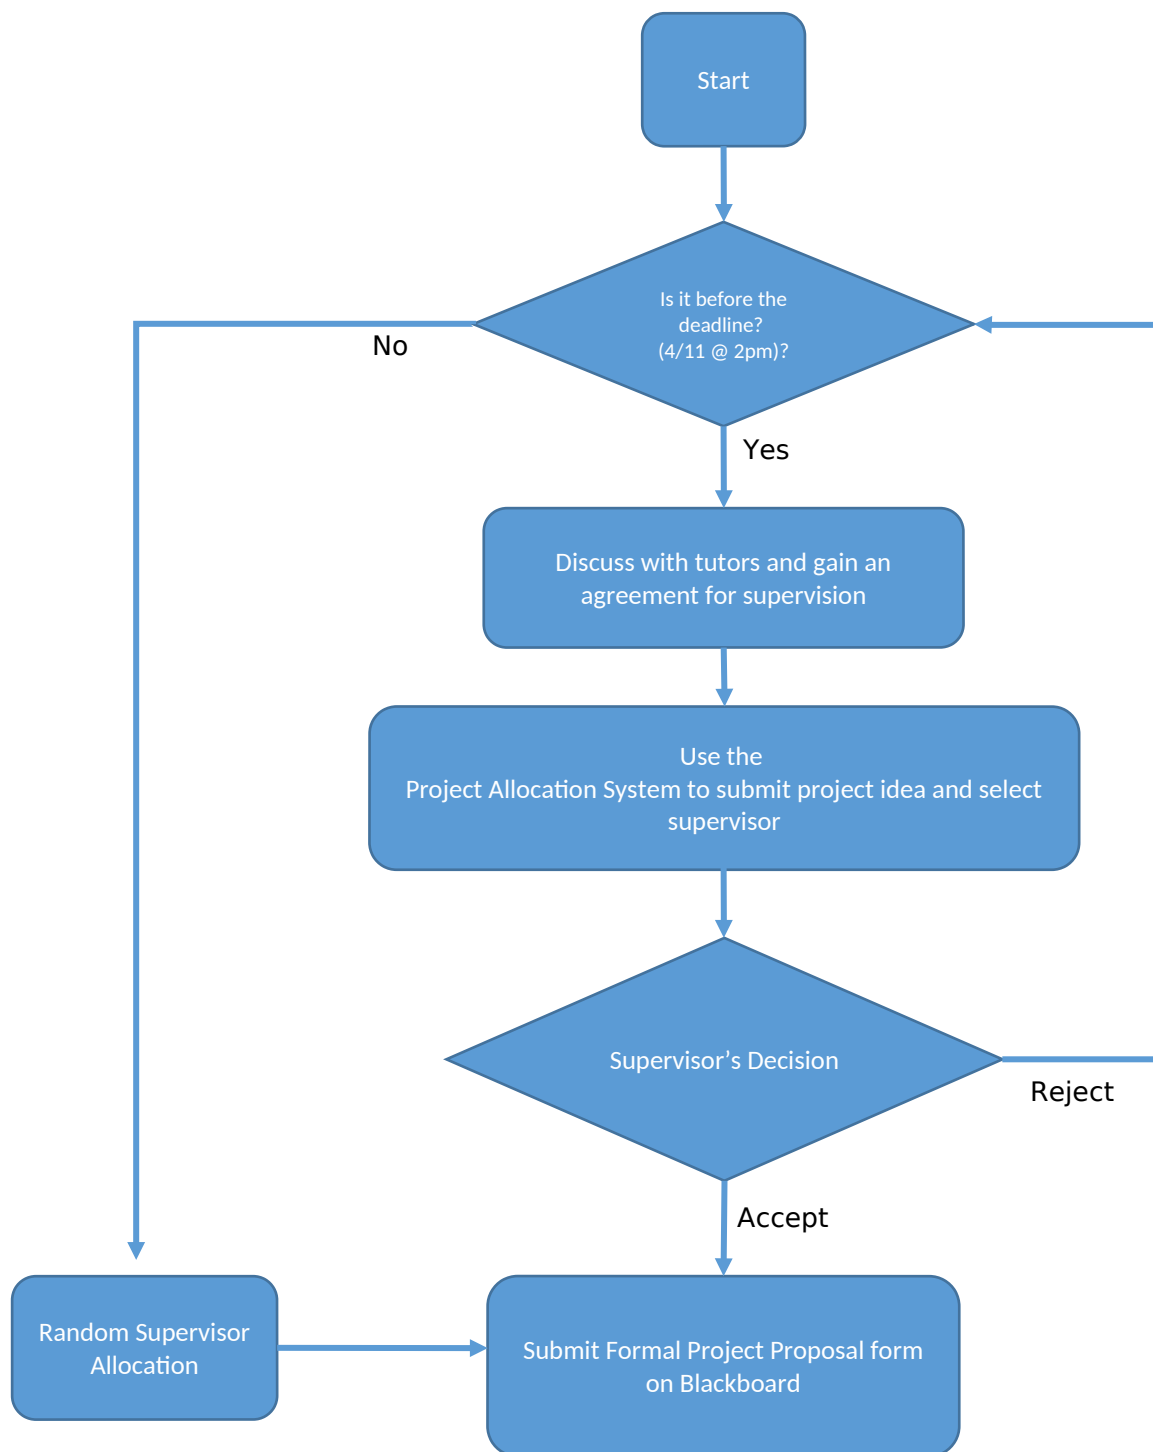 Start
Is it before the
deadline?
(4/11 @ 2pm)?
No
Yes
Discuss with tutors and gain an
agreement for supervision
Use the
Project Allocation System to submit project idea and select
supervisor
Supervisor’s Decision
Reject
Accept
Random Supervisor
Allocation
Submit Formal Project Proposal form
on Blackboard